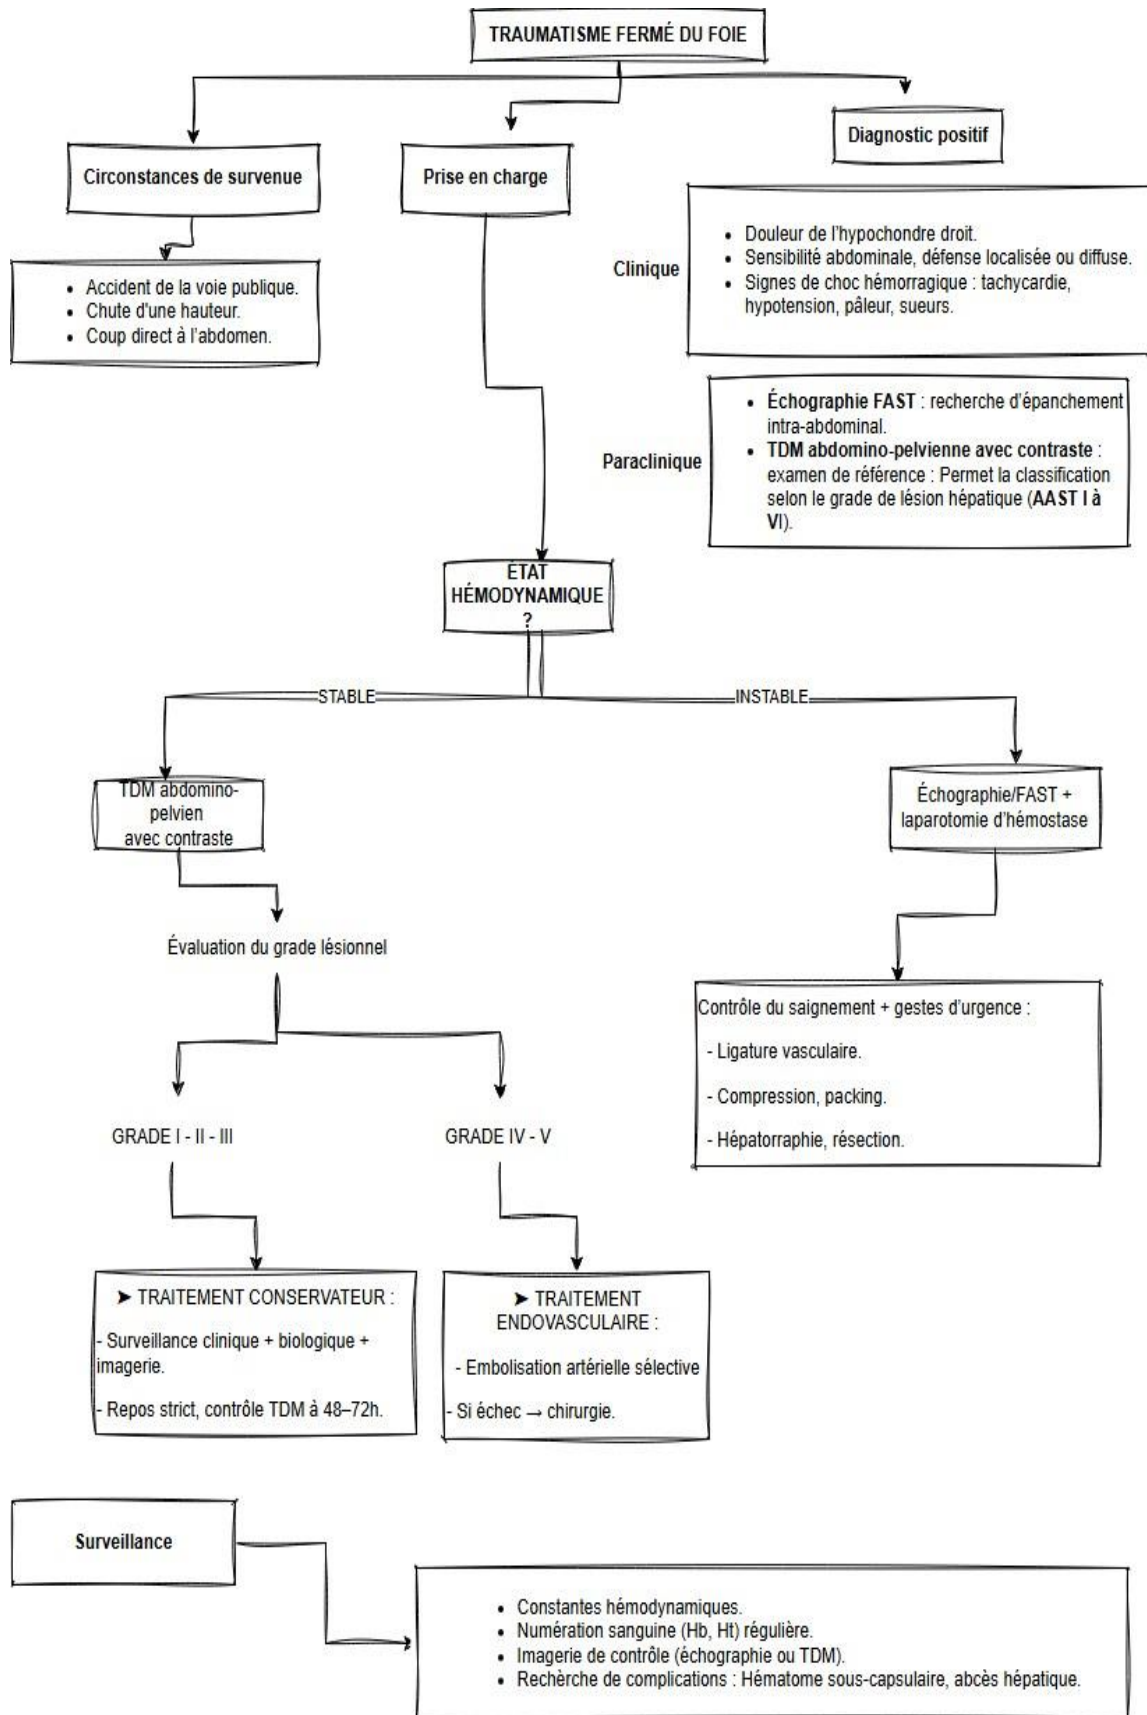 TRAUMATISME FERMÉ DU FOIE
Circonstances de survenue
Prise en charge
Diagnostic positif
• Accident de la voie publique.
• Chute d'une hauteur.
• Coup direct à l'abdomen.
Clinique
• Douleur de l'hypochondre droit.
• Sensibilité abdominale, défense localisée ou diffuse.
• Signes de choc hémorragique : tachycardie,
hypotension, pâleur, sueurs.
Paraclinique
• Échographie FAST : recherche d'épanchement
intra-abdominal.
• TDM abdomino-pelvienne avec contraste :
examen de référence : Permet la classification
selon le grade de lésion hépatique (AAST I à
VI).
ÉTAT
HÉMODYNAMIQUE
?
STABLE
INSTABLE
TDM abdomino-
pelvien
avec contraste
Échographie/FAST +
laparotomie d'hémostase
Évaluation du grade lésionnel
Contrôle du saignement + gestes d'urgence :
- Ligature vasculaire.
- Compression, packing.
- Hépatorraphie, résection.
GRADE I - II - III
GRADE IV - V
➤ TRAITEMENT CONSERVATEUR :
- Surveillance clinique + biologique +
imagerie.
- Repos strict, contrôle TDM à 48–72h.
➤ TRAITEMENT
ENDOVASCULAIRE :
- Embolisation artérielle sélective
- Si échec → chirurgie.
Surveillance
• Constantes hémodynamiques.
• Numération sanguine (Hb, Ht) régulière.
• Imagerie de contrôle (échographie ou TDM).
• Rechèrche de complications : Hématome sous-capsulaire, abcès hépatique.